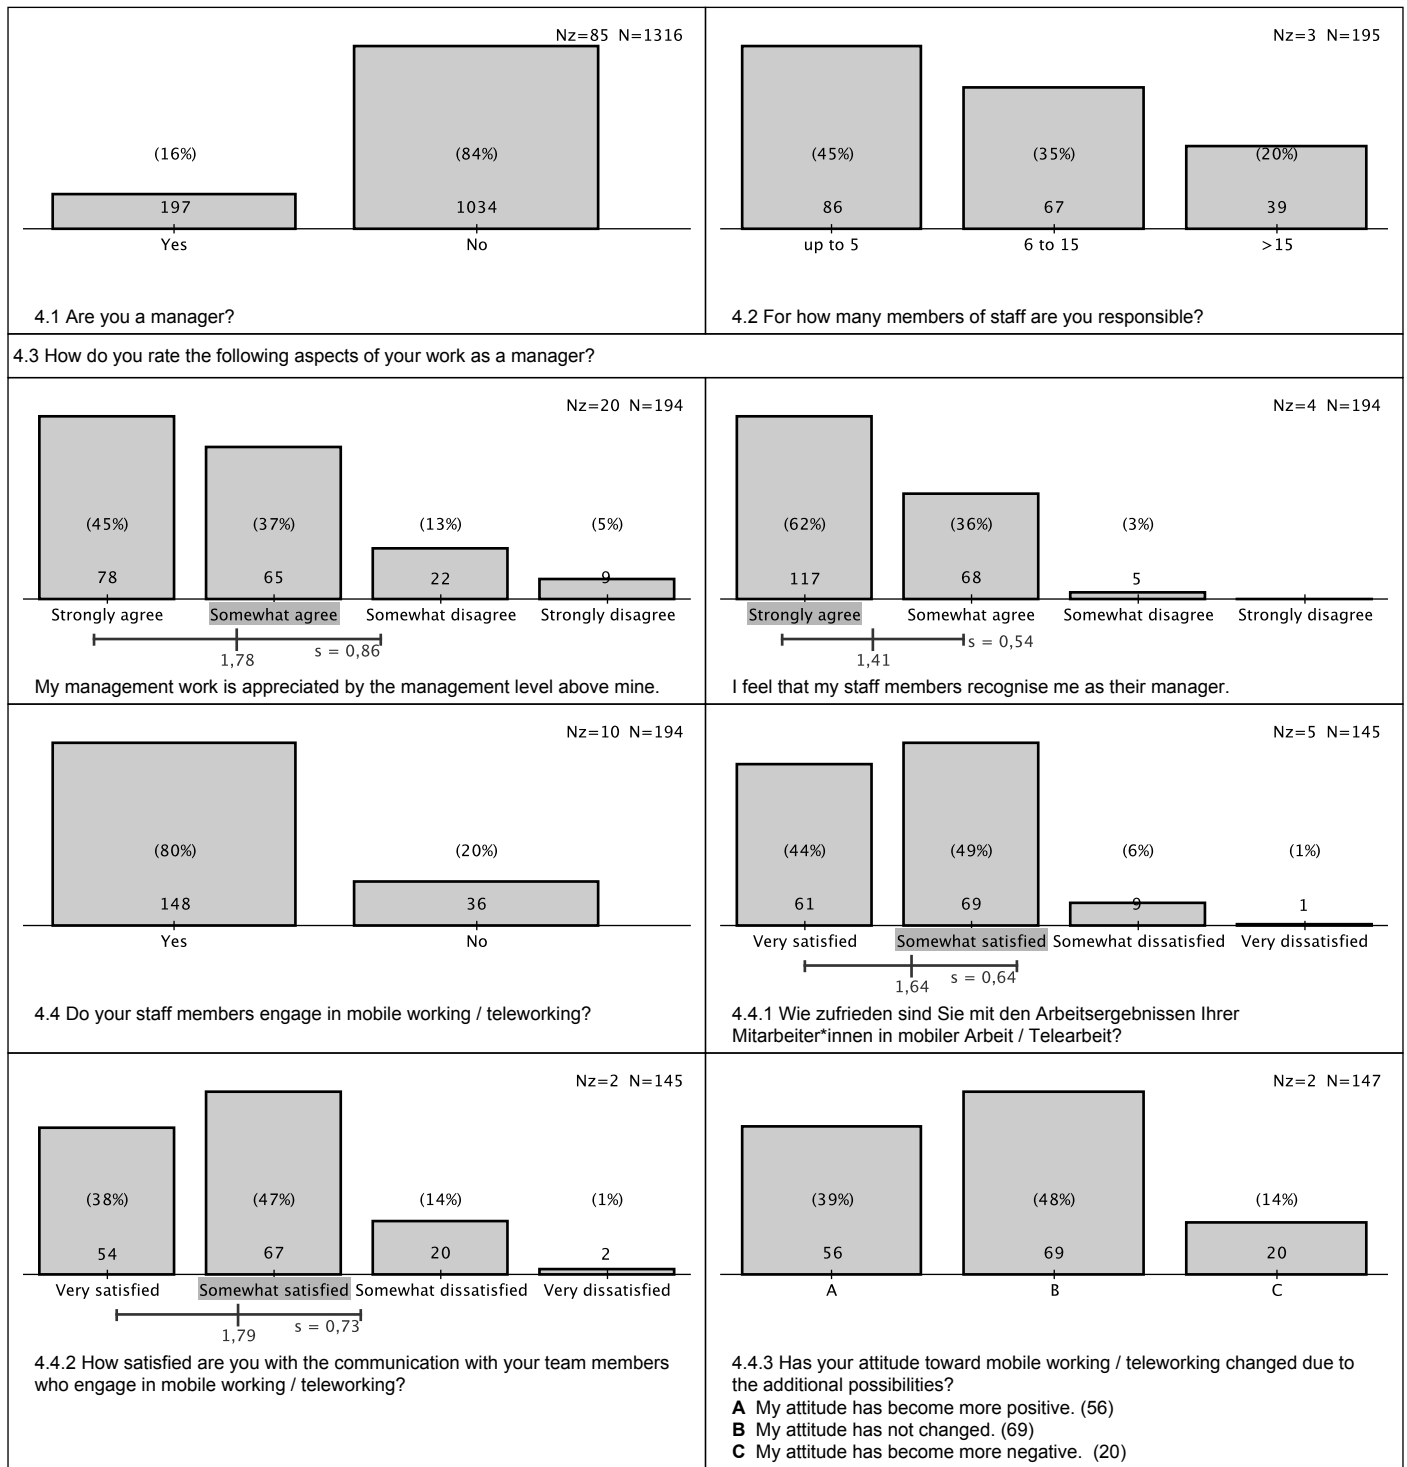 Nz=85 N=1316
(16%) (84%)
197 1034
Yes No
4.1 Are you a manager?
Nz=3 N=195
(45%) (35%) (20%)
86 67 39
up to 5 6 to 15 >15
4.2 For how many members of staff are you responsible?
4.3 How do you rate the following aspects of your work as a manager?
Nz=20 N=194
(45%) (37%) (13%) (5%)
78 65 22 9
Strongly agree Somewhat agree Somewhat disagree Strongly disagree
s = 0,86
1,78
My management work is appreciated by the management level above mine.
Nz=4 N=194
(62%) (36%) (3%)
117 68 5
Strongly agree Somewhat agree Somewhat disagree Strongly disagree
s = 0,54
1,41
I feel that my staff members recognise me as their manager.
Nz=10 N=194
(80%) (20%)
148 36
Yes No
4.4 Do your staff members engage in mobile working / teleworking?
Nz=5 N=145
(44%) (49%) (6%) (1%)
61 69 9 1
Very satisfied Somewhat satisfied Somewhat dissatisfied Very dissatisfied
s = 0,64
1,64
4.4.1 Wie zufrieden sind Sie mit den Arbeitsergebnissen Ihrer
Mitarbeiter*innen in mobiler Arbeit / Telearbeit?
Nz=2 N=145
(38%) (47%) (14%) (1%)
54 67 20 2
Very satisfied Somewhat satisfied Somewhat dissatisfied Very dissatisfied
s = 0,73
1,79
4.4.2 How satisfied are you with the communication with your team members
who engage in mobile working / teleworking?
Nz=2 N=147
(39%) (48%) (14%)
56 69 20
A B C
4.4.3 Has your attitude toward mobile working / teleworking changed due to
the additional possibilities?
A My attitude has become more positive. (56)
B My attitude has not changed. (69)
C My attitude has become more negative. (20)